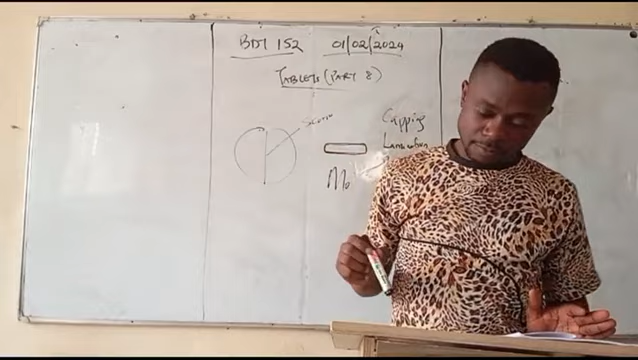 BDT 152 01/02/2024
TABLETS (PART 8)
Capping
Lamination
Mo